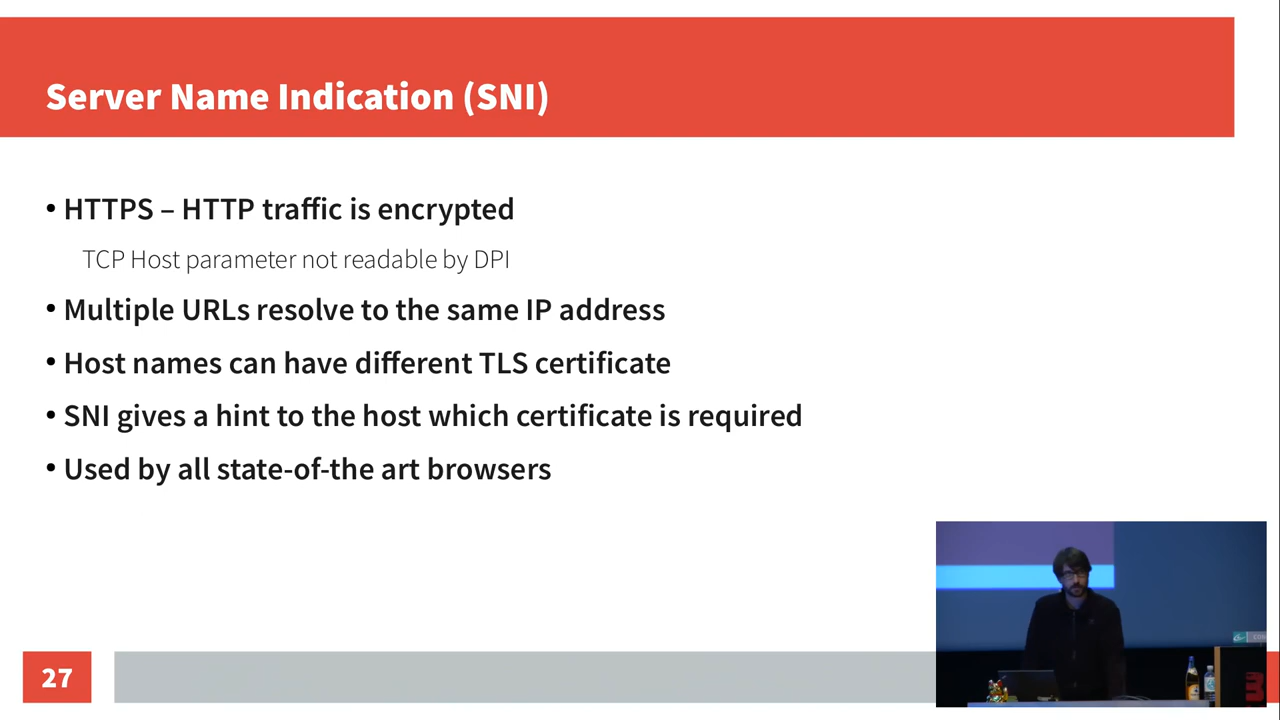 Server Name Indication (SNI)
• HTTPS – HTTP traffic is encrypted
TCP Host parameter not readable by DPI
• Multiple URLs resolve to the same IP address
• Host names can have different TLS certificate
• SNI gives a hint to the host which certificate is required
• Used by all state-of-the art browsers
27